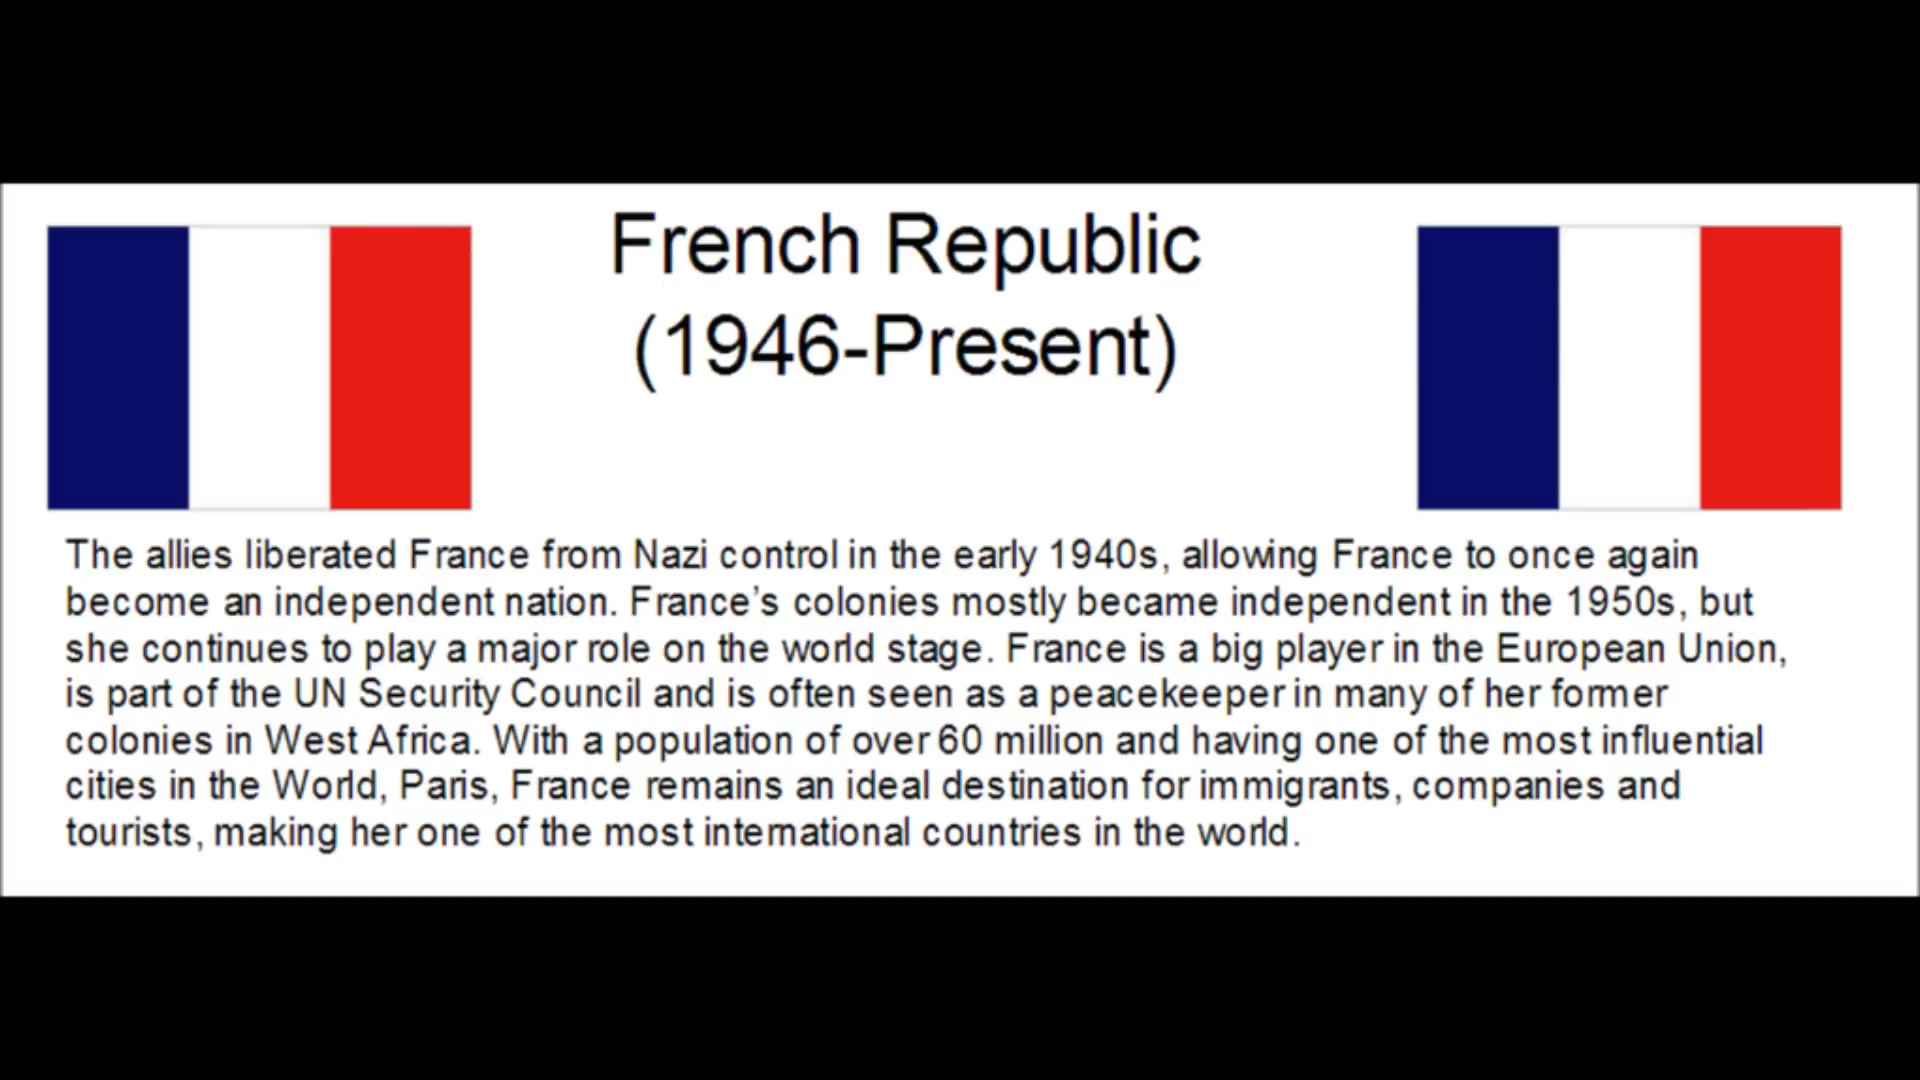 French Republic
(1946-Present)
The allies liberated France from Nazi control in the early 1940s, allowing France to once again
become an independent nation. France’s colonies mostly became independent in the 1950s, but
she continues to play a major role on the world stage. France is a big player in the European Union,
is part of the UN Security Council and is often seen as a peacekeeper in many of her former
colonies in West Africa. With a population of over 60 million and having one of the most influential
cities in the World, Paris, France remains an ideal destination for immigrants, companies and
tourists, making her one of the most international countries in the world.